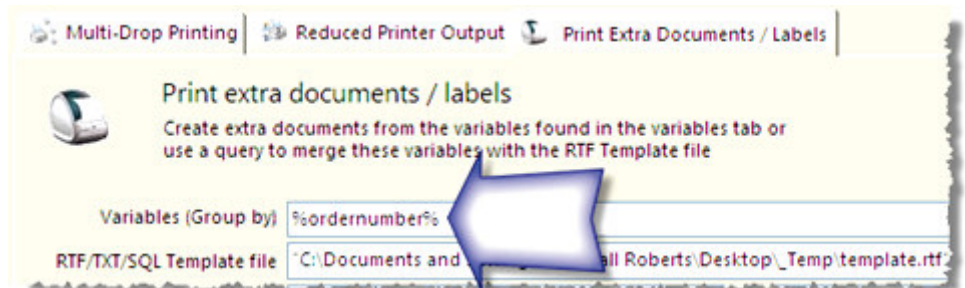 Multi-Drop Printing Reduced Printer Output Print Extra Documents / Labels
Print extra documents / labels
Create extra documents from the variables found in the variables tab or
use a query to merge these variables with the RTF Template file
Variables (Group by) %ordernumber%
RTF/TXT/SQL Template file "C:\Documents and all Roberts\Desktop\_Temp\template.rtf"